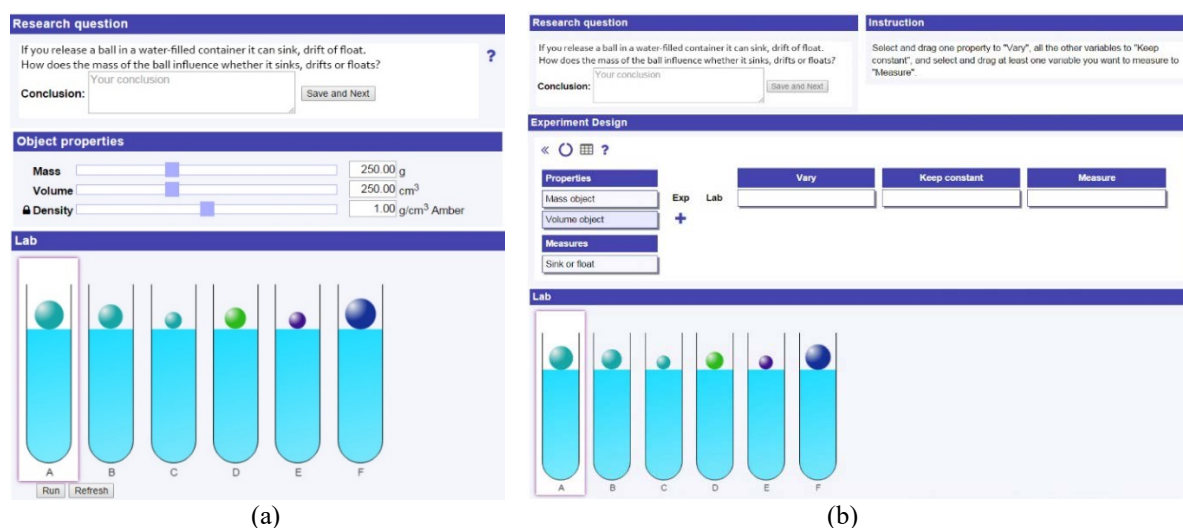 Research question
If you release a ball in a water-filled container it can sink, drift of float.
How does the mass of the ball influence whether it sinks, drifts or floats?
?
Your conclusion
Conclusion:
Save and Next
Object properties
Mass 250.00 g
Volume 250.00 cm³
Density 1.00 g/cm³ Amber
Lab
A B C D E F
Run Refresh
(a)
Research question
If you release a ball in a water-filled container it can sink, drift of float.
How does the mass of the ball influence whether it sinks, drifts or floats?
Your conclusion
Conclusion:
Save and Next
Instruction
Select and drag one property to "Vary", all the other variables to "Keep
constant", and select and drag at least one variable you want to measure to
"Measure".
Experiment Design
« ?
Properties
Mass object
Volume object
Measures
Sink or float
Exp Lab
+
Vary Keep constant Measure
Lab
A B C D E F
(b)